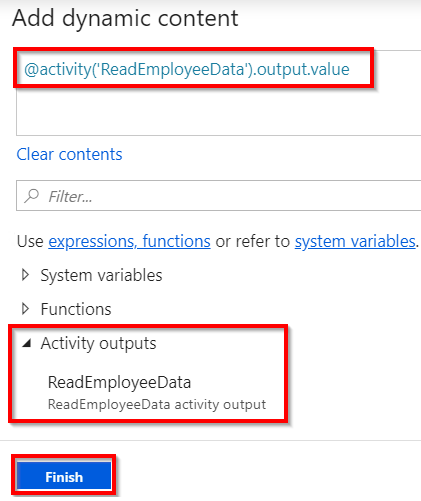 Add dynamic content
@activity('ReadEmployeeData').output.value
Clear contents
Filter...
Use expressions, functions or refer to system variables.
System variables
Functions
Activity outputs
ReadEmployeeData
ReadEmployeeData activity output
Finish